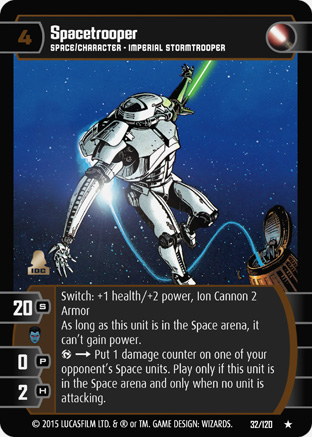 4
Spacetrooper
SPACE/CHARACTER - IMPERIAL STORMTROOPER
IDC
20 S
0 P
2 H
Switch: +1 health/+2 power, Ion Cannon 2
Armor
As long as this unit is in the Space arena, it
can't gain power.
Put 1 damage counter on one of your
opponent's Space units. Play only if this unit
is in the Space arena and only when no unit is
attacking.
© 2015 LUCASFILM LTD. & ® or TM. GAME DESIGN: WIZARDS. 32/120